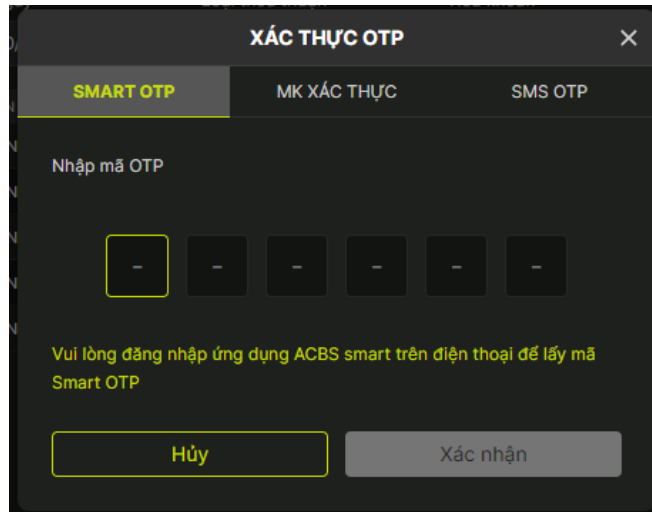 XÁC THỰC OTP
SMART OTP
MK XÁC THỰC
SMS OTP
Nhập mã OTP
Vui lòng đăng nhập ứng dụng ACBS smart trên điện thoại để lấy mã
Smart OTP
Hủy
Xác nhận